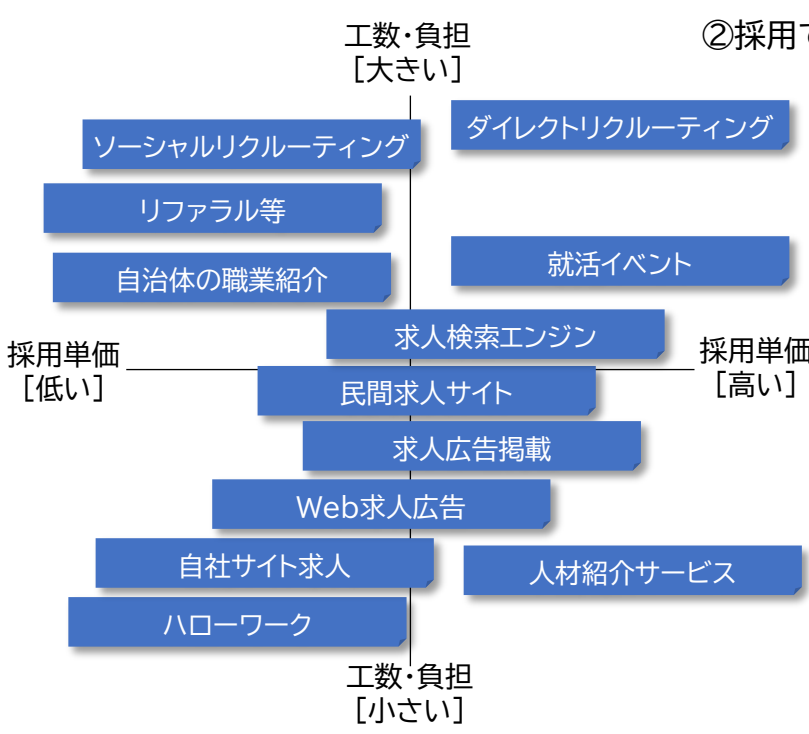 工数・負担
[大きい]
②採用
ソーシャルリクルーティング
ダイレクトリクルーティング
リファラル等
自治体の職業紹介
就活イベント
求人検索エンジン
採用単価
[低い]
採用単価
[高い]
民間求人サイト
求人広告掲載
Web求人広告
自社サイト求人
人材紹介サービス
ハローワーク
工数・負担
[小さい]